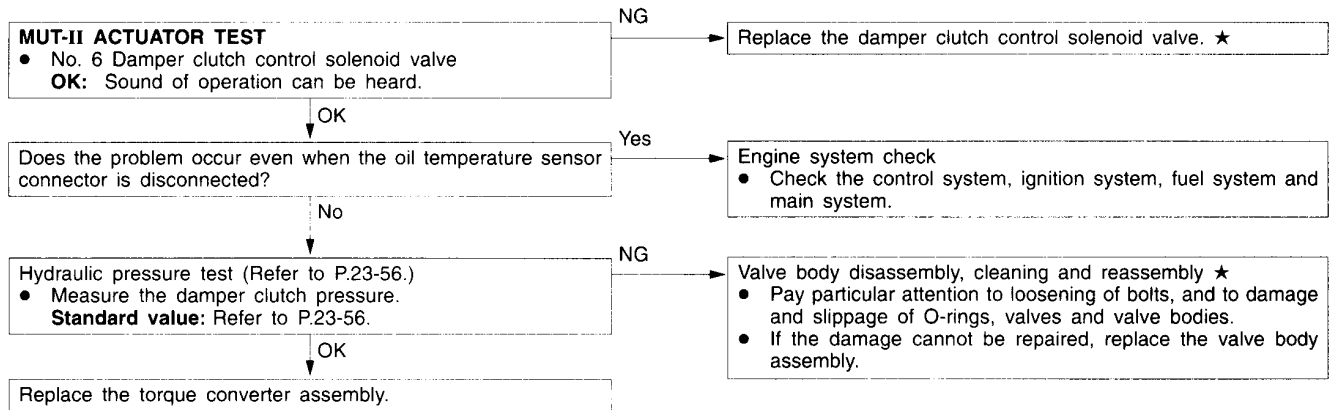 MUT-II ACTUATOR TEST
● No. 6 Damper clutch control solenoid valve
OK: Sound of operation can be heard.
NG
Replace the damper clutch control solenoid valve. ★
OK
Does the problem occur even when the oil temperature sensor
connector is disconnected?
Yes
Engine system check
● Check the control system, ignition system, fuel system and
main system.
No
Hydraulic pressure test (Refer to P.23-56.)
● Measure the damper clutch pressure.
Standard value: Refer to P.23-56.
NG
Valve body disassembly, cleaning and reassembly ★
● Pay particular attention to loosening of bolts, and to damage
and slippage of O-rings, valves and valve bodies.
● If the damage cannot be repaired, replace the valve body
assembly.
OK
Replace the torque converter assembly.